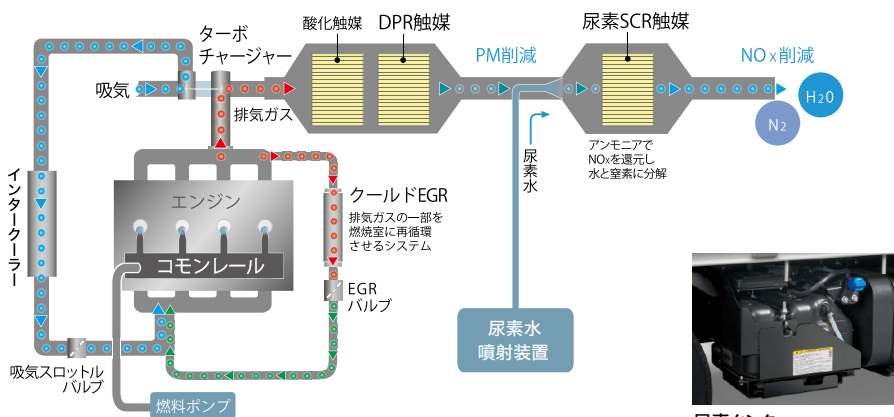 ターボ
チャージャー
酸化触媒
DPR触媒
PM削減
尿素SCR触媒
NOx削減
吸気
排気ガス
H2O
N2
尿素水
アンモニアで
NOxを還元し
水と窒素に分解
インタークーラー
エンジン
コモンレール
クールドEGR
排気ガスの一部を
燃焼室に再循環
させるシステム
EGR
バルブ
尿素水
噴射装置
吸気スロットル
バルブ
燃料ポンプ